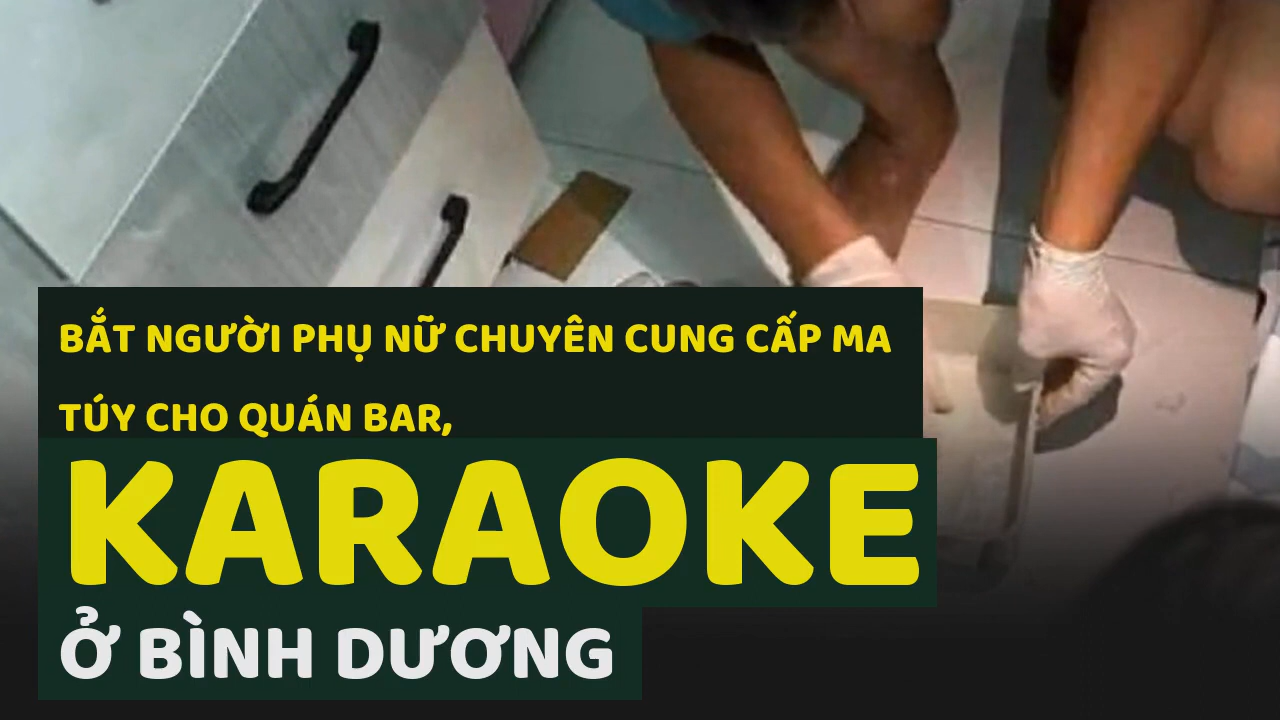 BẮT NGƯỜI PHỤ NỮ CHUYÊN CUNG CẤP MA
TÚY CHO QUÁN BAR,
KARAOKE
Ở BÌNH DƯƠNG